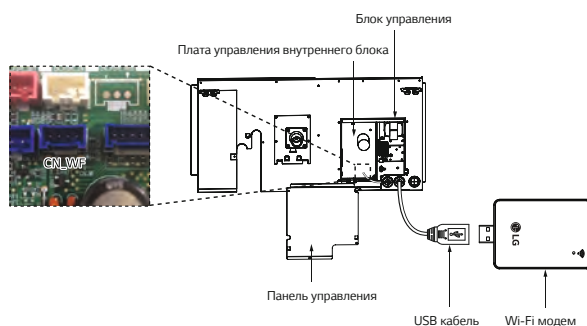 Блок управления
Плата управления внутреннего блока
CN_WF
LG
Панель управления
USB кабель
Wi-Fi модем